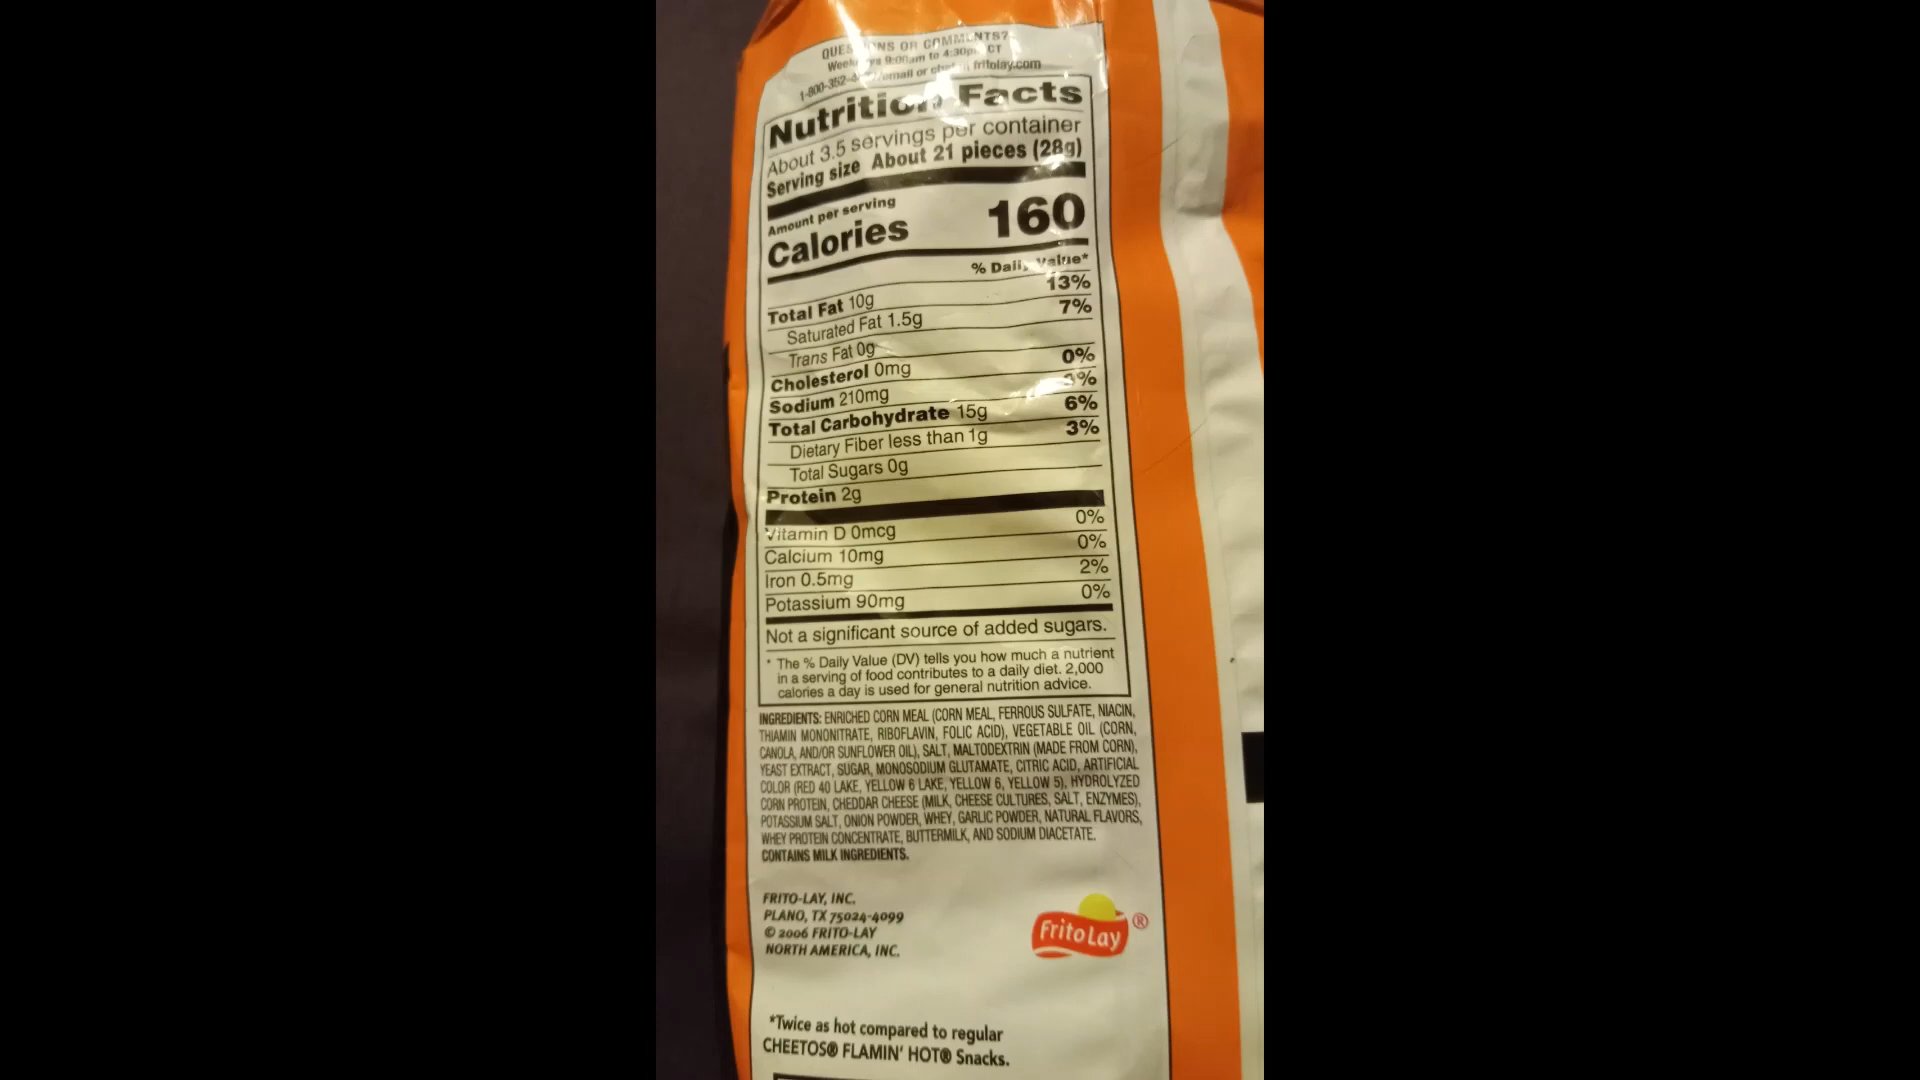 QUES NS OR COMMENTS?
9:00am to 4:30pm CT
1-800-352- email or fritolay.com
Nutrition Facts
About 3.5 servings per container
Serving size About 21 pieces (28g)
Amount per serving
Calories 160
% Daily Value*
Total Fat 10g 13%
Saturated Fat 1.5g 7%
Trans Fat 0g
Cholesterol 0mg 0%
Sodium 210mg %
Total Carbohydrate 15g 6%
Dietary Fiber less than 1g 3%
Total Sugars 0g
Protein 2g
Vitamin D 0mcg 0%
Calcium 10mg 0%
Iron 0.5mg 2%
Potassium 90mg 0%
Not a significant source of added sugars.
* The % Daily Value (DV) tells you how much a nutrient
in a serving of food contributes to a daily diet. 2,000
calories a day is used for general nutrition advice.
INGREDIENTS: ENRICHED CORN MEAL (CORN MEAL, FERROUS SULFATE, NIACIN,
THIAMIN MONONITRATE, RIBOFLAVIN, FOLIC ACID), VEGETABLE OIL (CORN,
CANOLA, AND/OR SUNFLOWER OIL), SALT, MALTODEXTRIN (MADE FROM CORN),
YEAST EXTRACT, SUGAR, MONOSODIUM GLUTAMATE, CITRIC ACID, ARTIFICIAL
COLOR (RED 40 LAKE, YELLOW 6 LAKE, YELLOW 6, YELLOW 5), HYDROLYZED
CORN PROTEIN, CHEDDAR CHEESE (MILK, CHEESE CULTURES, SALT, ENZYMES),
POTASSIUM SALT, ONION POWDER, WHEY, GARLIC POWDER, NATURAL FLAVORS,
WHEY PROTEIN CONCENTRATE, BUTTERMILK, AND SODIUM DIACETATE.
CONTAINS MILK INGREDIENTS.
FRITO-LAY, INC.
PLANO, TX 75024-4099
© 2006 FRITO-LAY
NORTH AMERICA, INC.
Frito Lay ®
*Twice as hot compared to regular
CHEETOS® FLAMIN' HOT® Snacks.